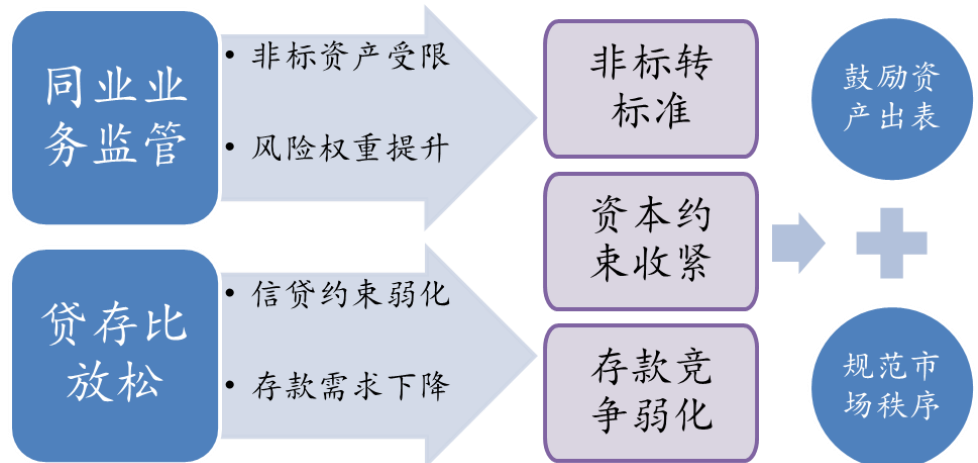 同业业
务监管
• 非标资产受限
• 风险权重提升
贷存比
放松
• 信贷约束弱化
• 存款需求下降
非标转
标准
资本约
束收紧
存款竞
争弱化
鼓励资
产出表
规范市
场秩序